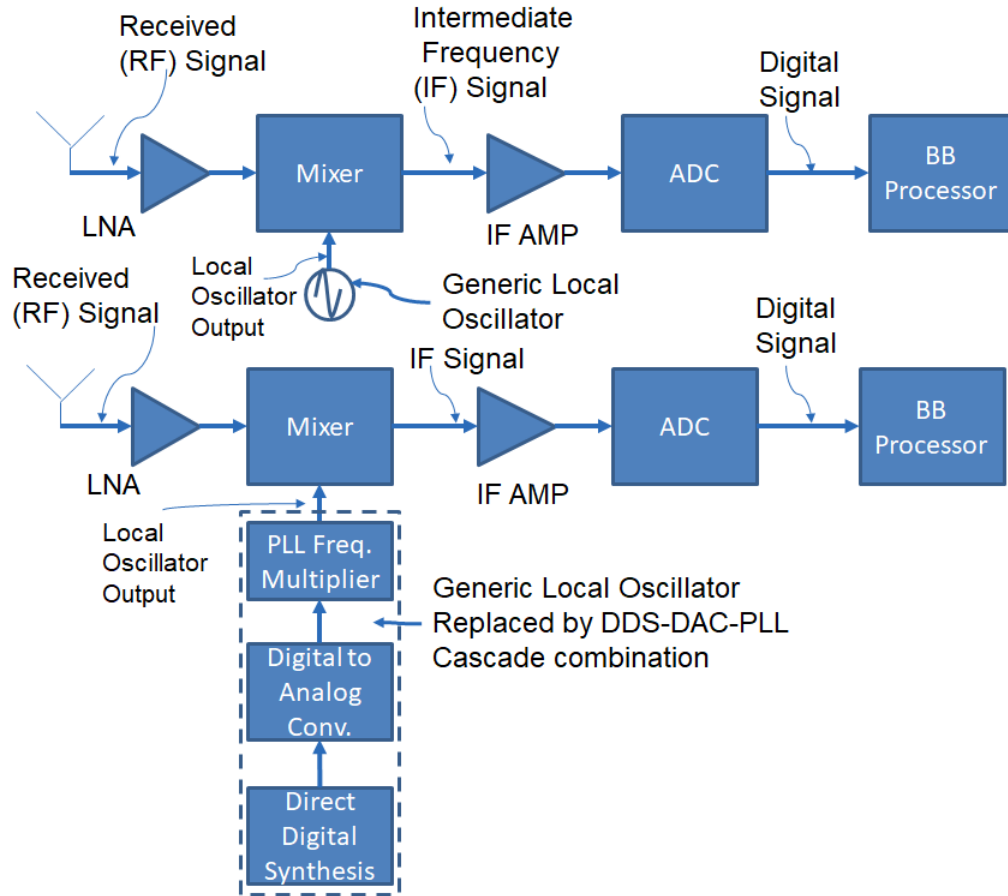 Received
(RF) Signal
Intermediate
Frequency
(IF) Signal
Digital
Signal
Mixer
ADC
BB
Processor
LNA
IF AMP
Local
Oscillator
Output
Generic Local
Oscillator
Received
(RF) Signal
IF Signal
Digital
Signal
Mixer
ADC
BB
Processor
LNA
IF AMP
Local
Oscillator
Output
PLL Freq.
Multiplier
Generic Local Oscillator
Replaced by DDS-DAC-PLL
Cascade combination
Digital to
Analog
Conv.
Direct
Digital
Synthesis